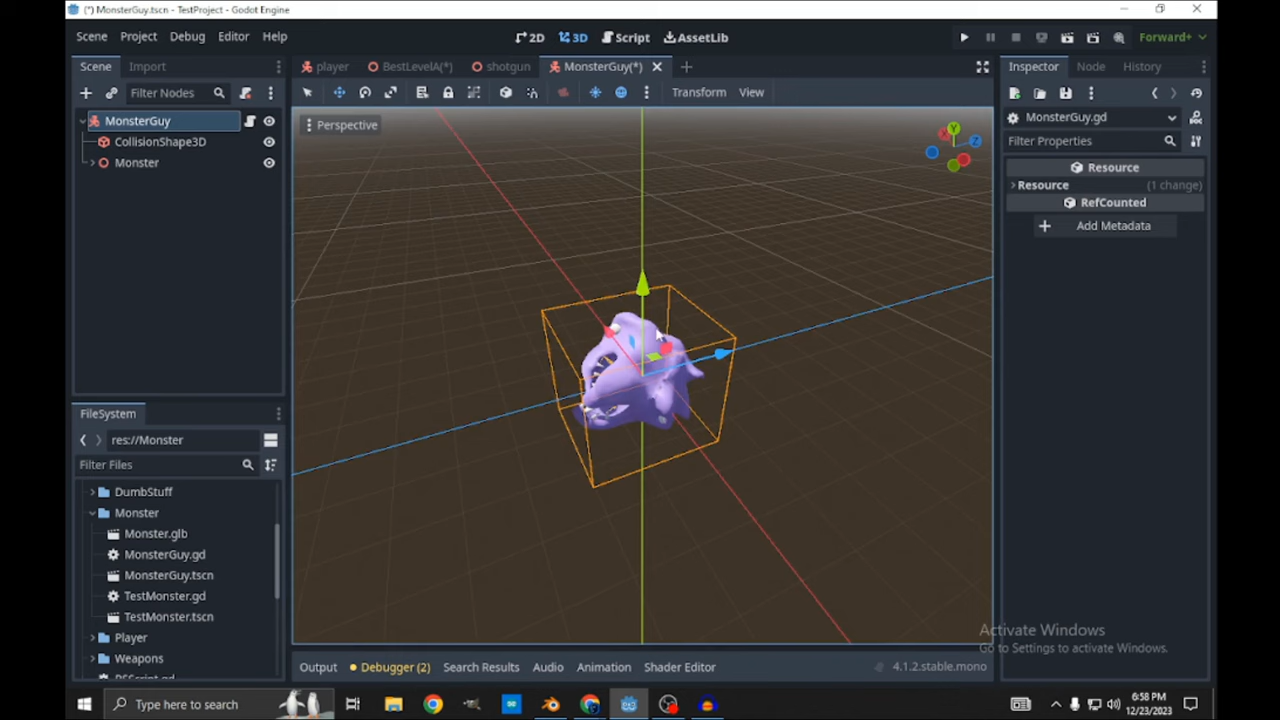 (*) MonsterGuy.tscn - TestProject - Godot Engine
Scene Project Debug Editor Help
2D 3D Script AssetLib
Forward+
Scene Import
player BestLevelA(*) shotgun MonsterGuy(*)
Inspector Node History
Filter Nodes
Transform View
MonsterGuy
CollisionShape3D
Monster
Perspective
Y
Z
X
MonsterGuy.gd
Filter Properties
Resource
Resource (1 change)
RefCounted
Add Metadata
FileSystem
res://Monster
Filter Files
DumbStuff
Monster
Monster.glb
MonsterGuy.gd
MonsterGuy.tscn
TestMonster.gd
TestMonster.tscn
Player
Weapons
Activate Windows
Go to Settings to activate Windows.
Output Debugger (2) Search Results Audio Animation Shader Editor
4.1.2.stable.mono
Type here to search
6:58 PM
12/23/2023